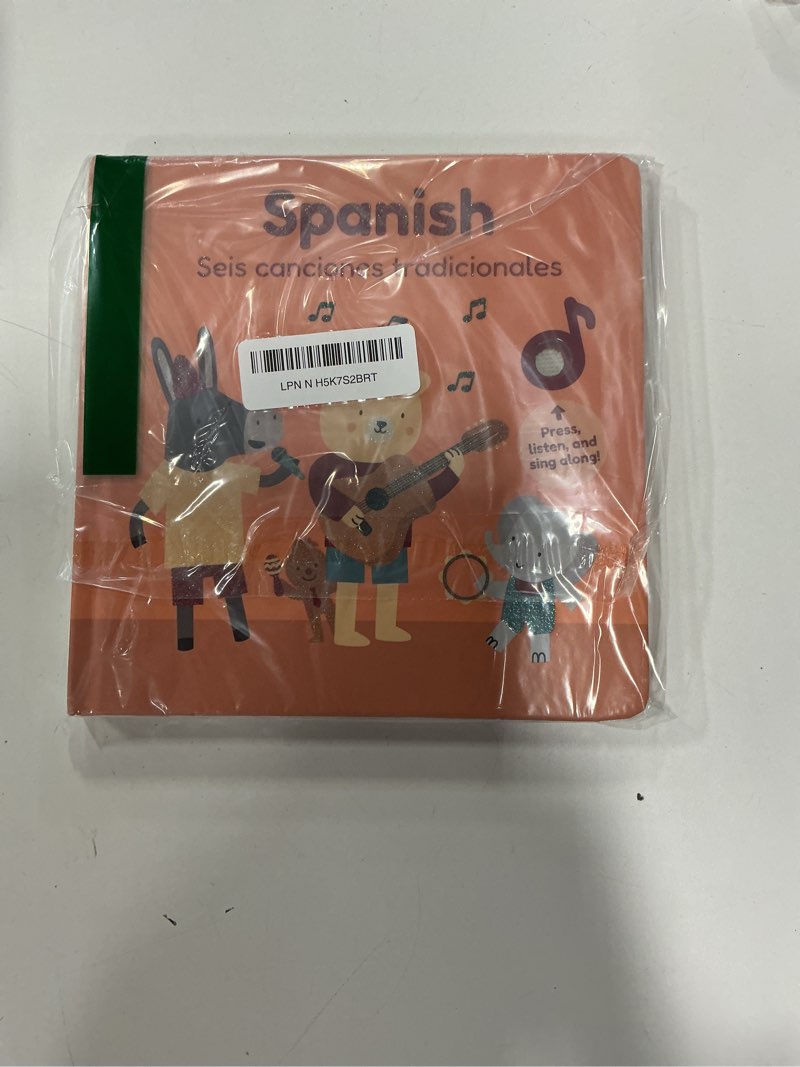 Spanish
Seis canciones tradicionales
LPN N H5K7S2BRT
Press,
listen, and
sing along!